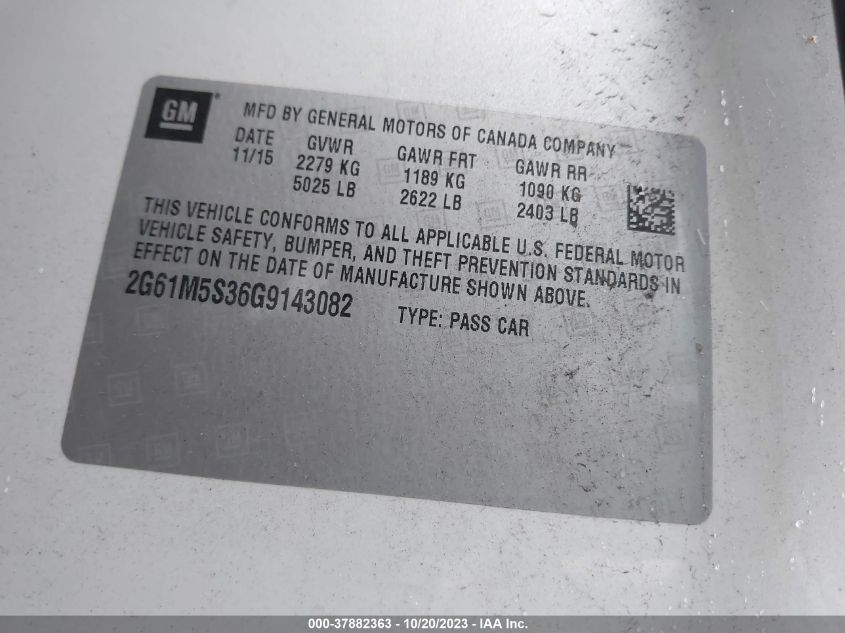 GM
MFD BY GENERAL MOTORS OF CANADA COMPANY
DATE GVWR GAWR FRT GAWR RR
11/15 2279 KG 1189 KG 1090 KG
5025 LB 2622 LB 2403 LB
THIS VEHICLE CONFORMS TO ALL APPLICABLE U.S. FEDERAL MOTOR
VEHICLE SAFETY, BUMPER, AND THEFT PREVENTION STANDARDS IN
EFFECT ON THE DATE OF MANUFACTURE SHOWN ABOVE.
2G61M5S36G9143082 TYPE: PASS CAR
000-37882363 - 10/20/2023 - IAA Inc.